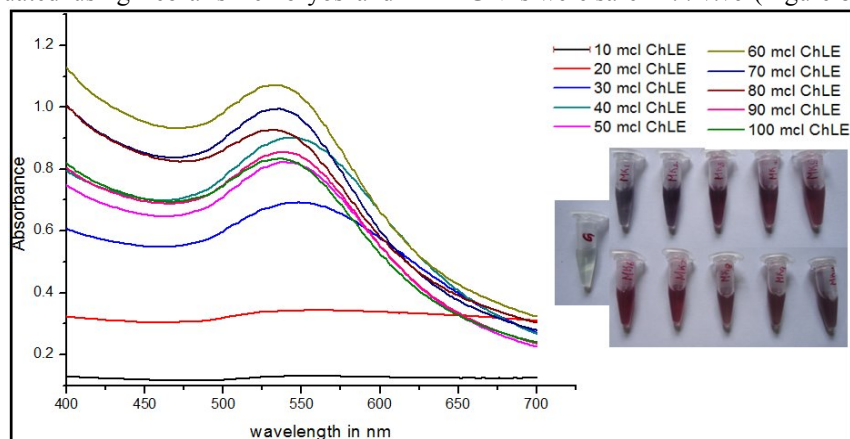 1.2
1.0
0.8
0.6
0.4
0.2
Absorbance
400 450 500 550 600 650 700
wavelength in nm
10 mcl ChLE
20 mcl ChLE
30 mcl ChLE
40 mcl ChLE
50 mcl ChLE
60 mcl ChLE
70 mcl ChLE
80 mcl ChLE
90 mcl ChLE
100 mcl ChLE
G